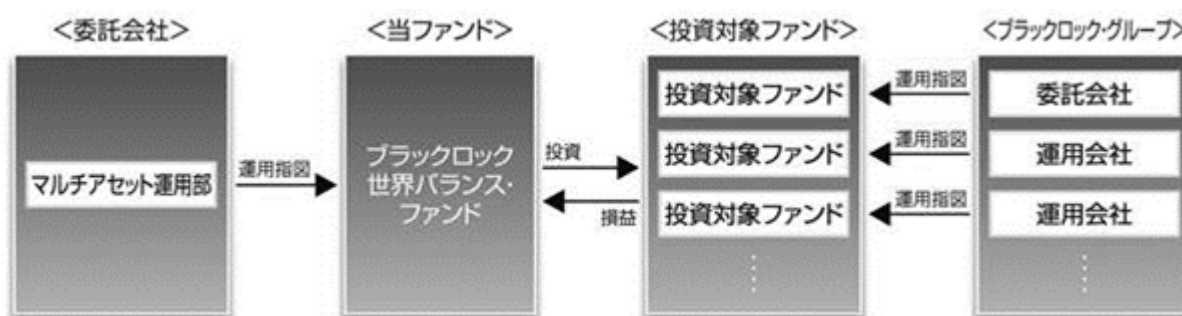 ＜委託会社＞
＜当ファンド＞
＜投資対象ファンド＞
＜ブラックロック・グループ＞
マルチアセット運用部
運用指図
ブラックロック
世界バランス・
ファンド
投資
損益
投資対象ファンド
運用指図
委託会社
投資対象ファンド
運用指図
運用会社
投資対象ファンド
運用指図
運用会社